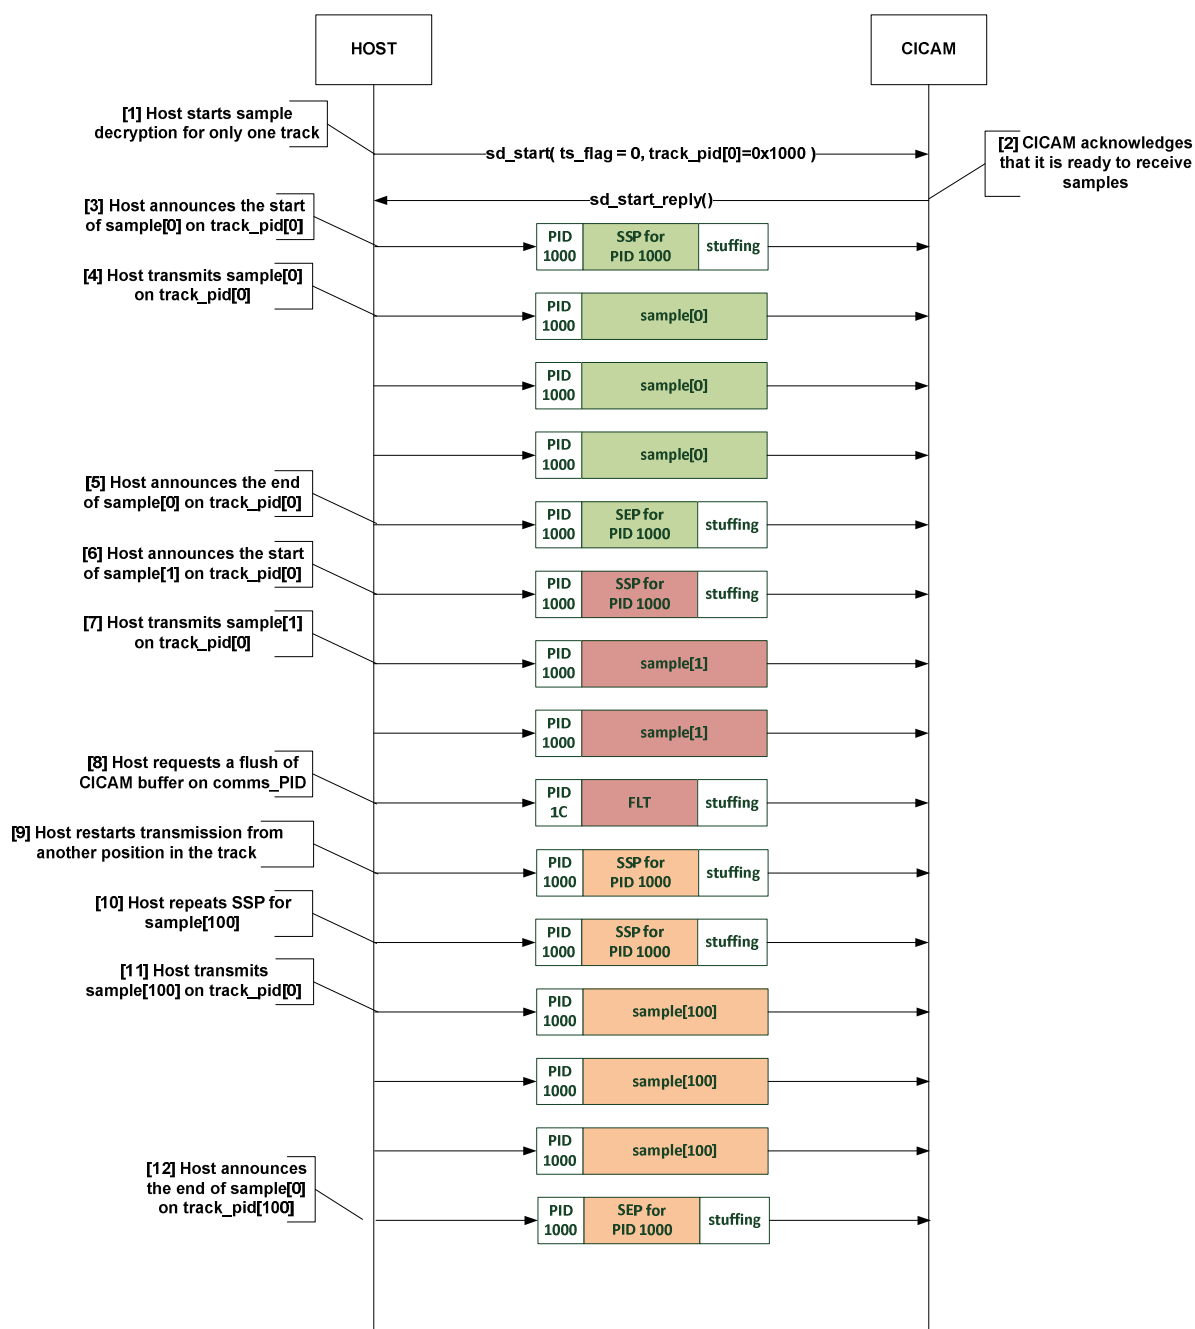 HOST
CICAM
[1] Host starts sample
decryption for only one track
sd_start( ts_flag = 0, track_pid[0]=0x1000 )
[2] CICAM acknowledges
that it is ready to receive
samples
sd_start_reply()
[3] Host announces the start
of sample[0] on track_pid[0]
PID
1000
SSP for
PID 1000
stuffing
[4] Host transmits sample[0]
on track_pid[0]
PID
1000
sample[0]
PID
1000
sample[0]
PID
1000
sample[0]
[5] Host announces the end
of sample[0] on track_pid[0]
PID
1000
SEP for
PID 1000
stuffing
[6] Host announces the start
of sample[1] on track_pid[0]
PID
1000
SSP for
PID 1000
stuffing
[7] Host transmits sample[1]
on track_pid[0]
PID
1000
sample[1]
PID
1000
sample[1]
[8] Host requests a flush of
CICAM buffer on comms_PID
PID
1C
FLT
stuffing
[9] Host restarts transmission from
another position in the track
PID
1000
SSP for
PID 1000
stuffing
[10] Host repeats SSP for
sample[100]
PID
1000
SSP for
PID 1000
stuffing
[11] Host transmits
sample[100] on track_pid[0]
PID
1000
sample[100]
PID
1000
sample[100]
PID
1000
sample[100]
[12] Host announces
the end of sample[0]
on track_pid[100]
PID
1000
SEP for
PID 1000
stuffing